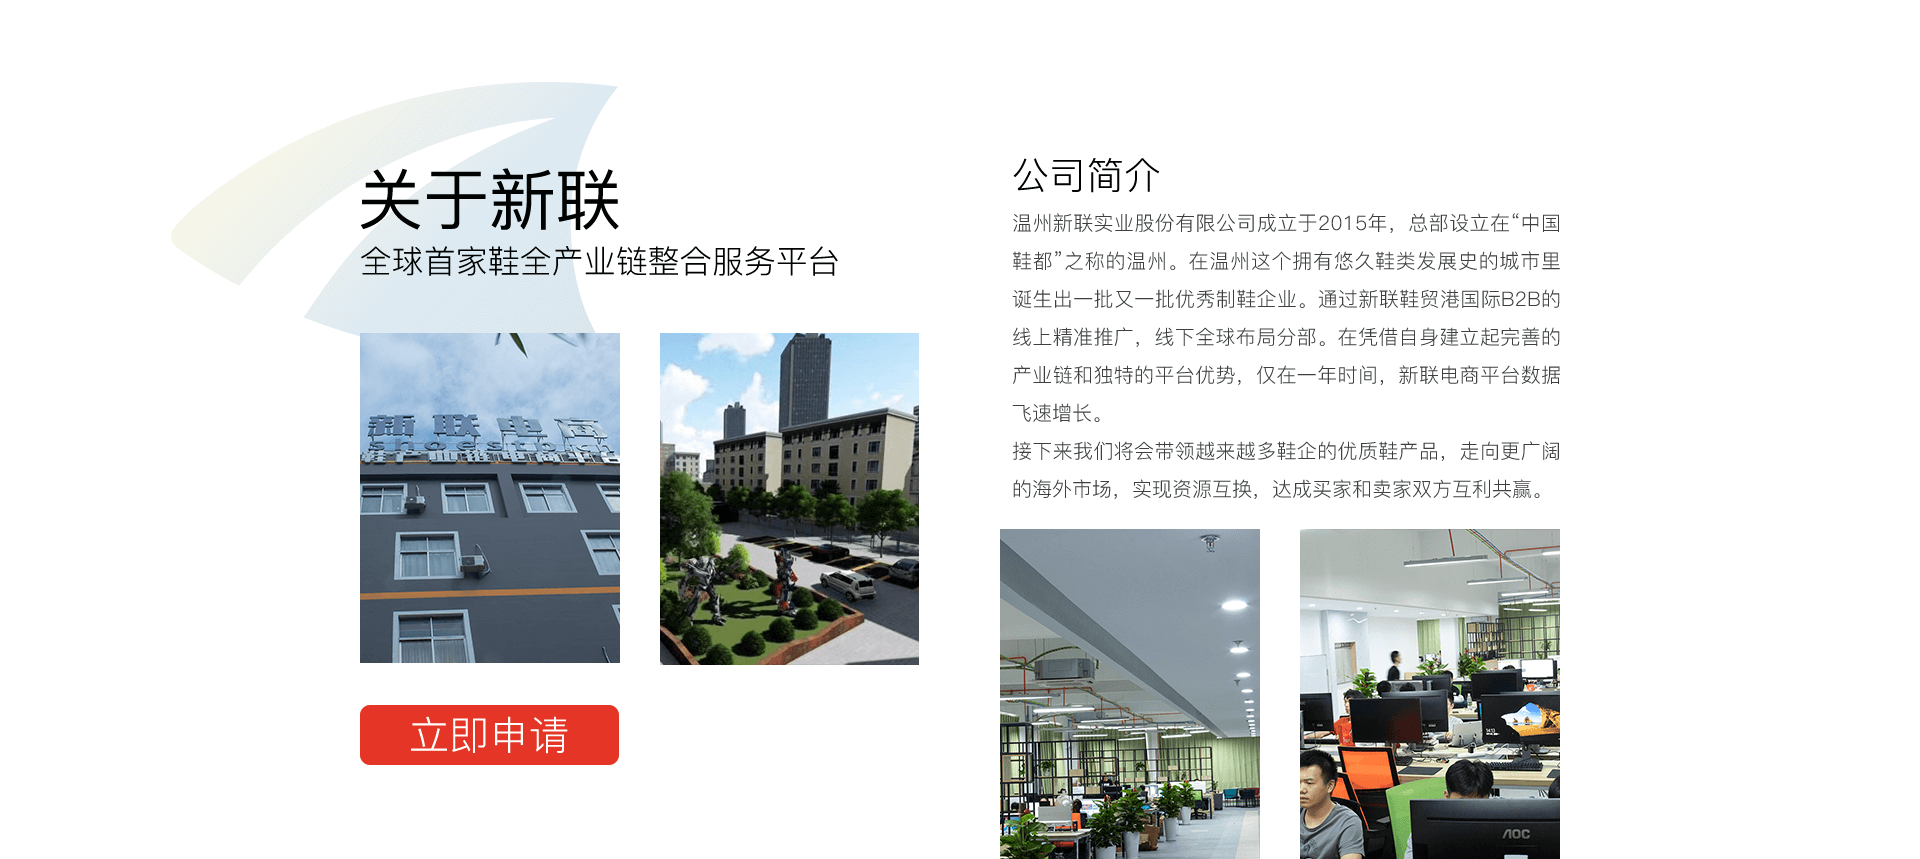 关于新联
全球首家鞋全产业链整合服务平台
新联电商
立即申请
公司简介
温州新联实业股份有限公司成立于2015年，总部设立在“中国
鞋都”之称的温州。在温州这个拥有悠久鞋类发展史的城市里
诞生出一批又一批优秀制鞋企业。通过新联鞋贸港国际B2B的
线上精准推广，线下全球布局分部。在凭借自身建立起完善的
产业链和独特的平台优势，仅在一年时间，新联电商平台数据
飞速增长。
接下来我们将会带领越来越多鞋企的优质鞋产品，走向更广阔
的海外市场，实现资源互换，达成买家和卖家双方互利共赢。
AOC